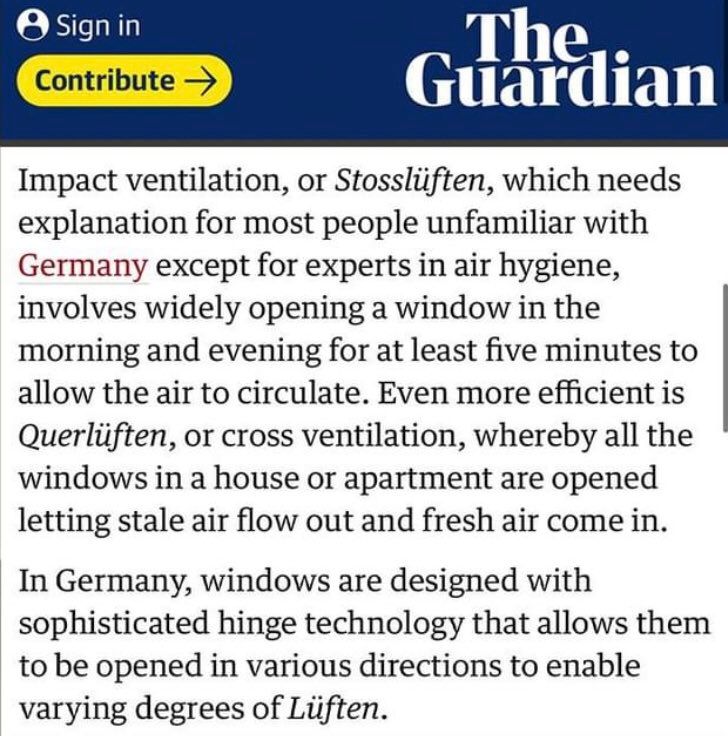 Sign in
Contribute →
The
Guardian
Impact ventilation, or Stosslüften, which needs
explanation for most people unfamiliar with
Germany except for experts in air hygiene,
involves widely opening a window in the
morning and evening for at least five minutes to
allow the air to circulate. Even more efficient is
Querlüften, or cross ventilation, whereby all the
windows in a house or apartment are opened
letting stale air flow out and fresh air come in.
In Germany, windows are designed with
sophisticated hinge technology that allows them
to be opened in various directions to enable
varying degrees of Lüften.